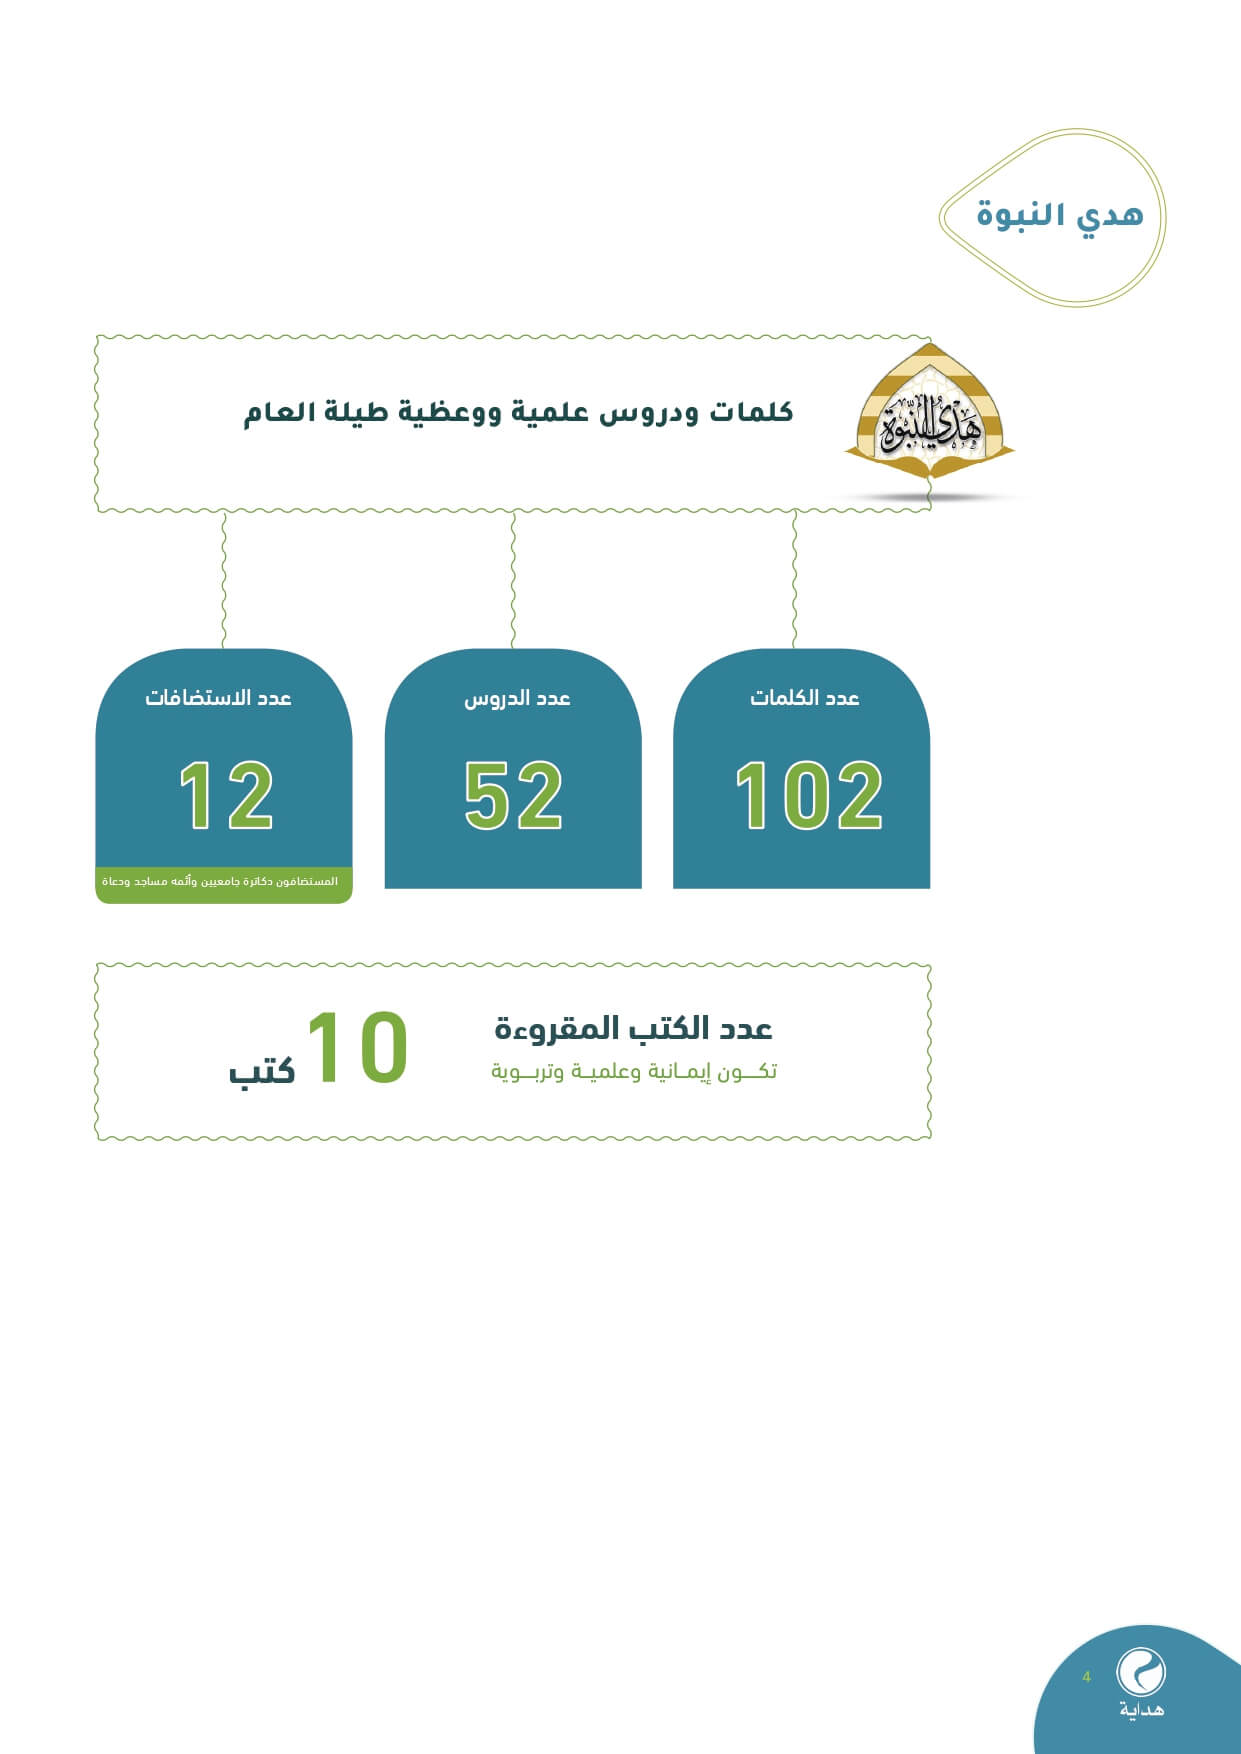 هدي النبوة
هدي النبوة
كلمات ودروس علمية ووعظية طيلة العام
عدد الكلمات
102
عدد الدروس
52
عدد الاستضافات
12
المستضافون دكاترة جامعيين وأئمه مساجد ودعاة
عدد الكتب المقروءة
تكـــون إيمــانية وعلميــة وتربــوية
10 كتب
4
هداية